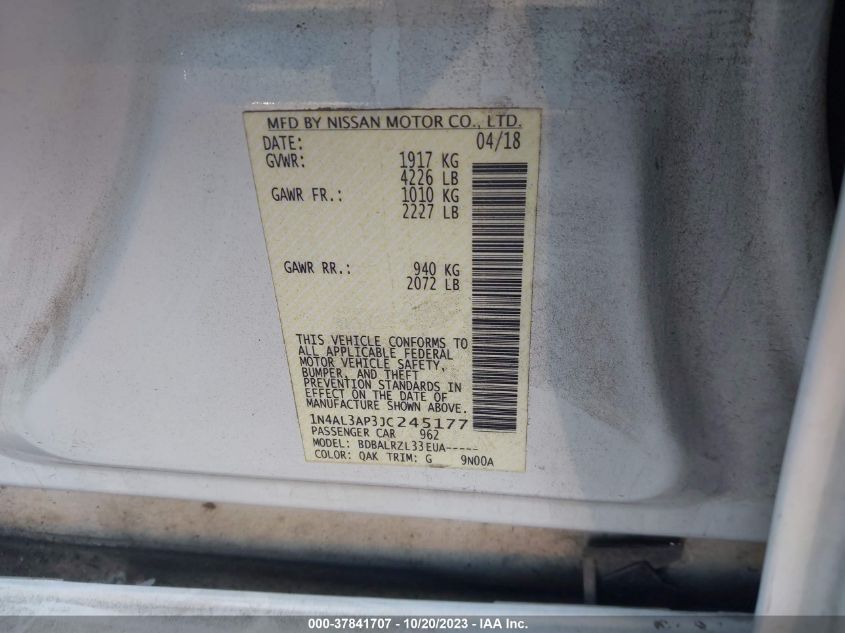 MFD BY NISSAN MOTOR CO., LTD.
DATE: 04/18
GVWR: 1917 KG
4226 LB
GAWR FR.: 1010 KG
2227 LB
GAWR RR.: 940 KG
2072 LB
THIS VEHICLE CONFORMS TO
ALL APPLICABLE FEDERAL
MOTOR VEHICLE SAFETY,
BUMPER, AND THEFT
PREVENTION STANDARDS IN
EFFECT ON THE DATE OF
MANUFACTURE SHOWN ABOVE.
1N4AL3AP3JC245177
PASSENGER CAR 962
MODEL: BDBALRZL33EUA-----
COLOR: QAK TRIM: G 9N00A
000-37841707 - 10/20/2023 - IAA Inc.